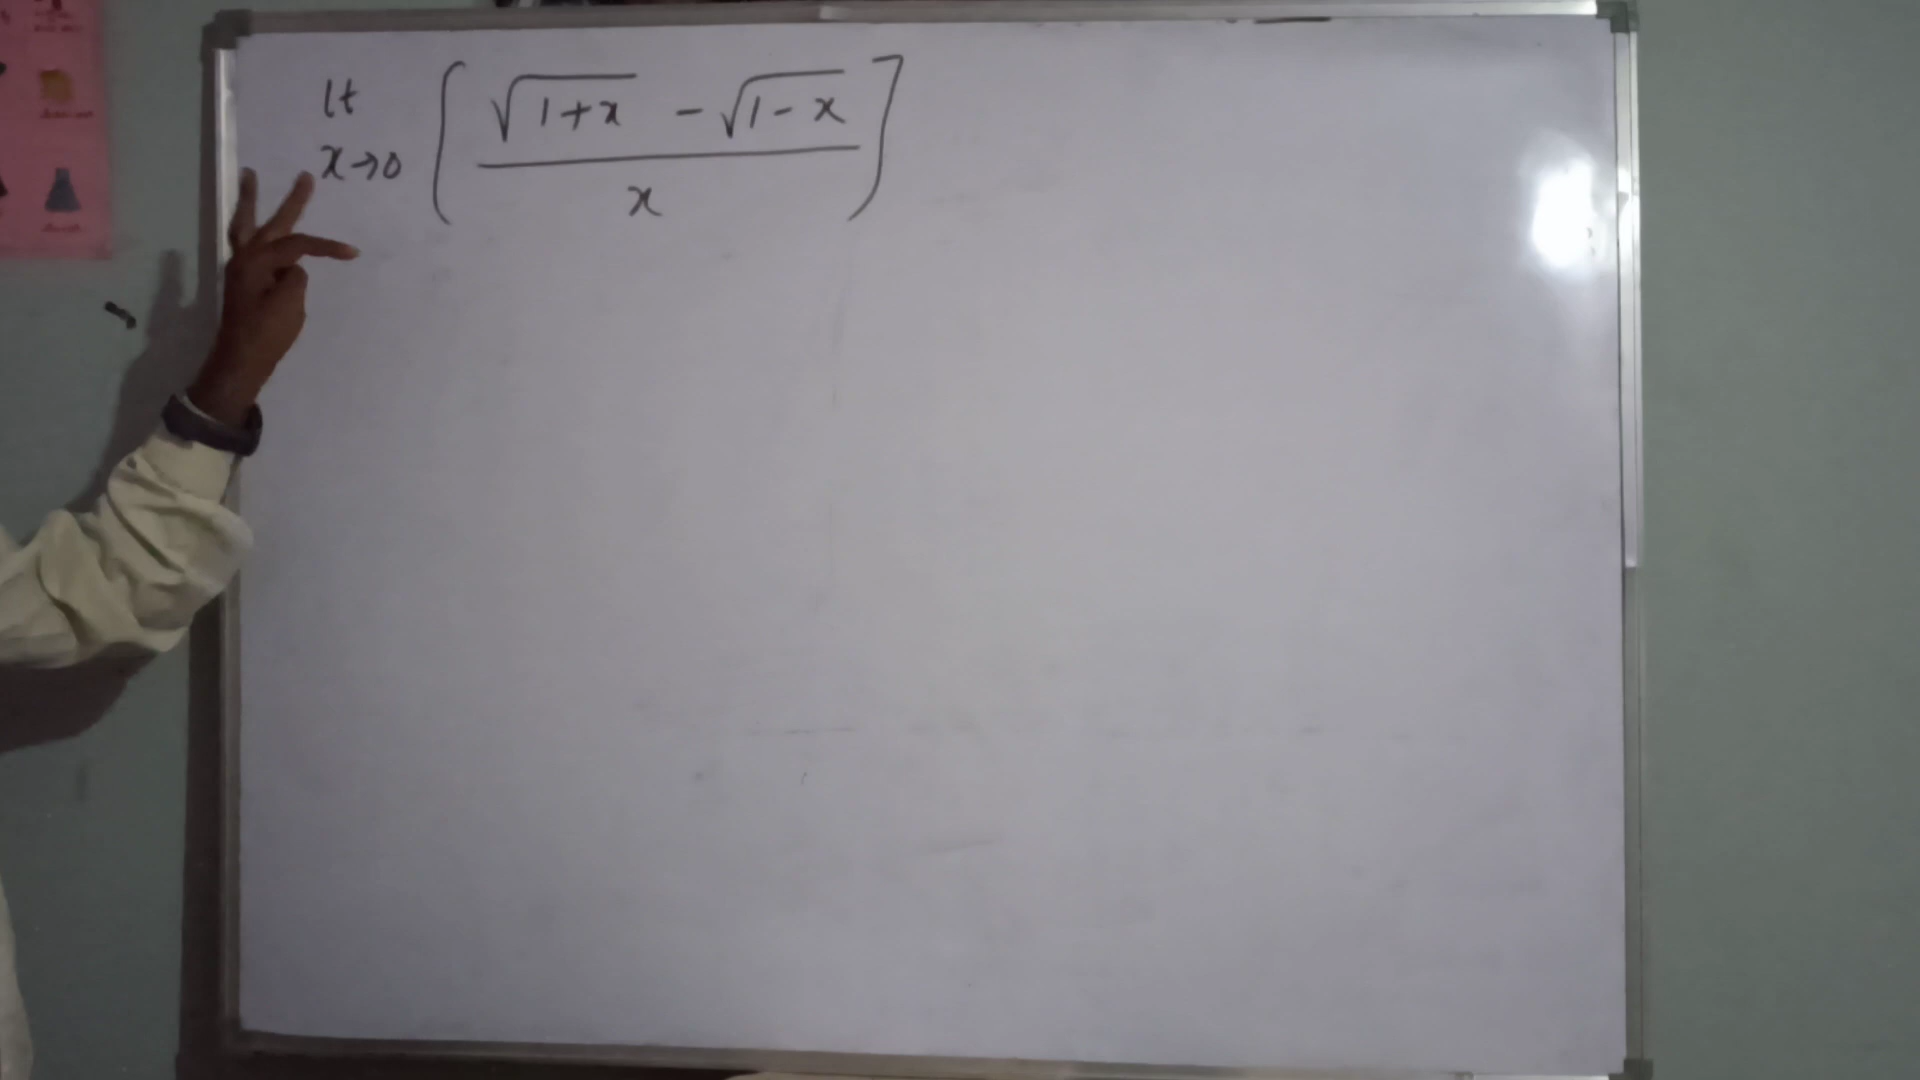 lt x→0 [ (√1+x - √1-x) / x ]